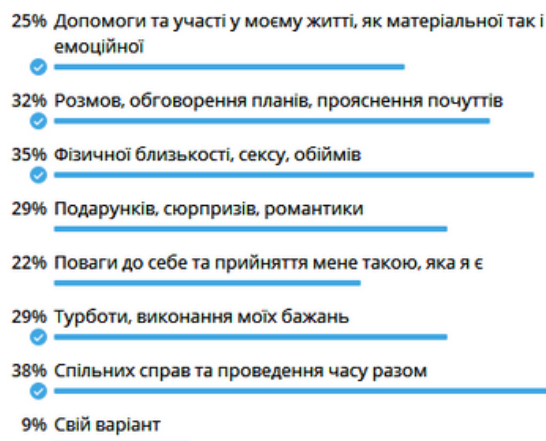 25% Допомоги та участі у моєму житті, як матеріальної так і
емоційної
32% Розмов, обговорення планів, прояснення почуттів
35% Фізичної близькості, сексу, обіймів
29% Подарунків, сюрпризів, романтики
22% Поваги до себе та прийняття мене такою, яка я є
29% Турботи, виконання моїх бажань
38% Спільних справ та проведення часу разом
9% Свій варіант